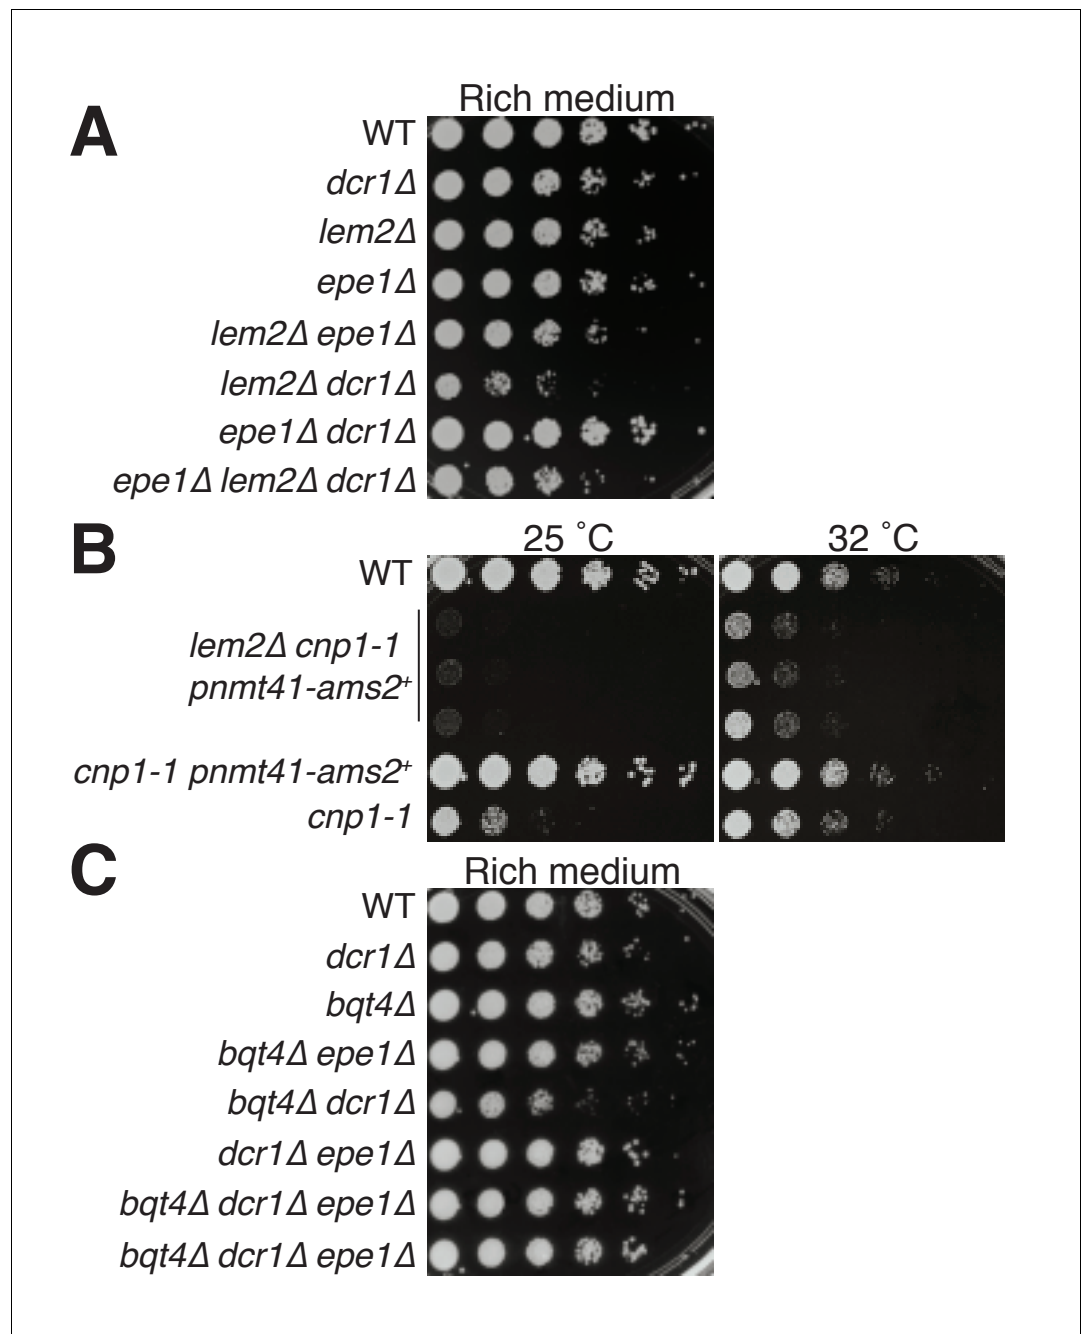 A
Rich medium
WT
dcr1Δ
lem2Δ
epe1Δ
lem2Δ epe1Δ
lem2Δ dcr1Δ
epe1Δ dcr1Δ
epe1Δ lem2Δ dcr1Δ
B
25 ˚C
32 ˚C
WT
lem2Δ cnp1-1
pnmt41-ams2⁺
cnp1-1 pnmt41-ams2⁺
cnp1-1
C
Rich medium
WT
dcr1Δ
bqt4Δ
bqt4Δ epe1Δ
bqt4Δ dcr1Δ
dcr1Δ epe1Δ
bqt4Δ dcr1Δ epe1Δ
bqt4Δ dcr1Δ epe1Δ